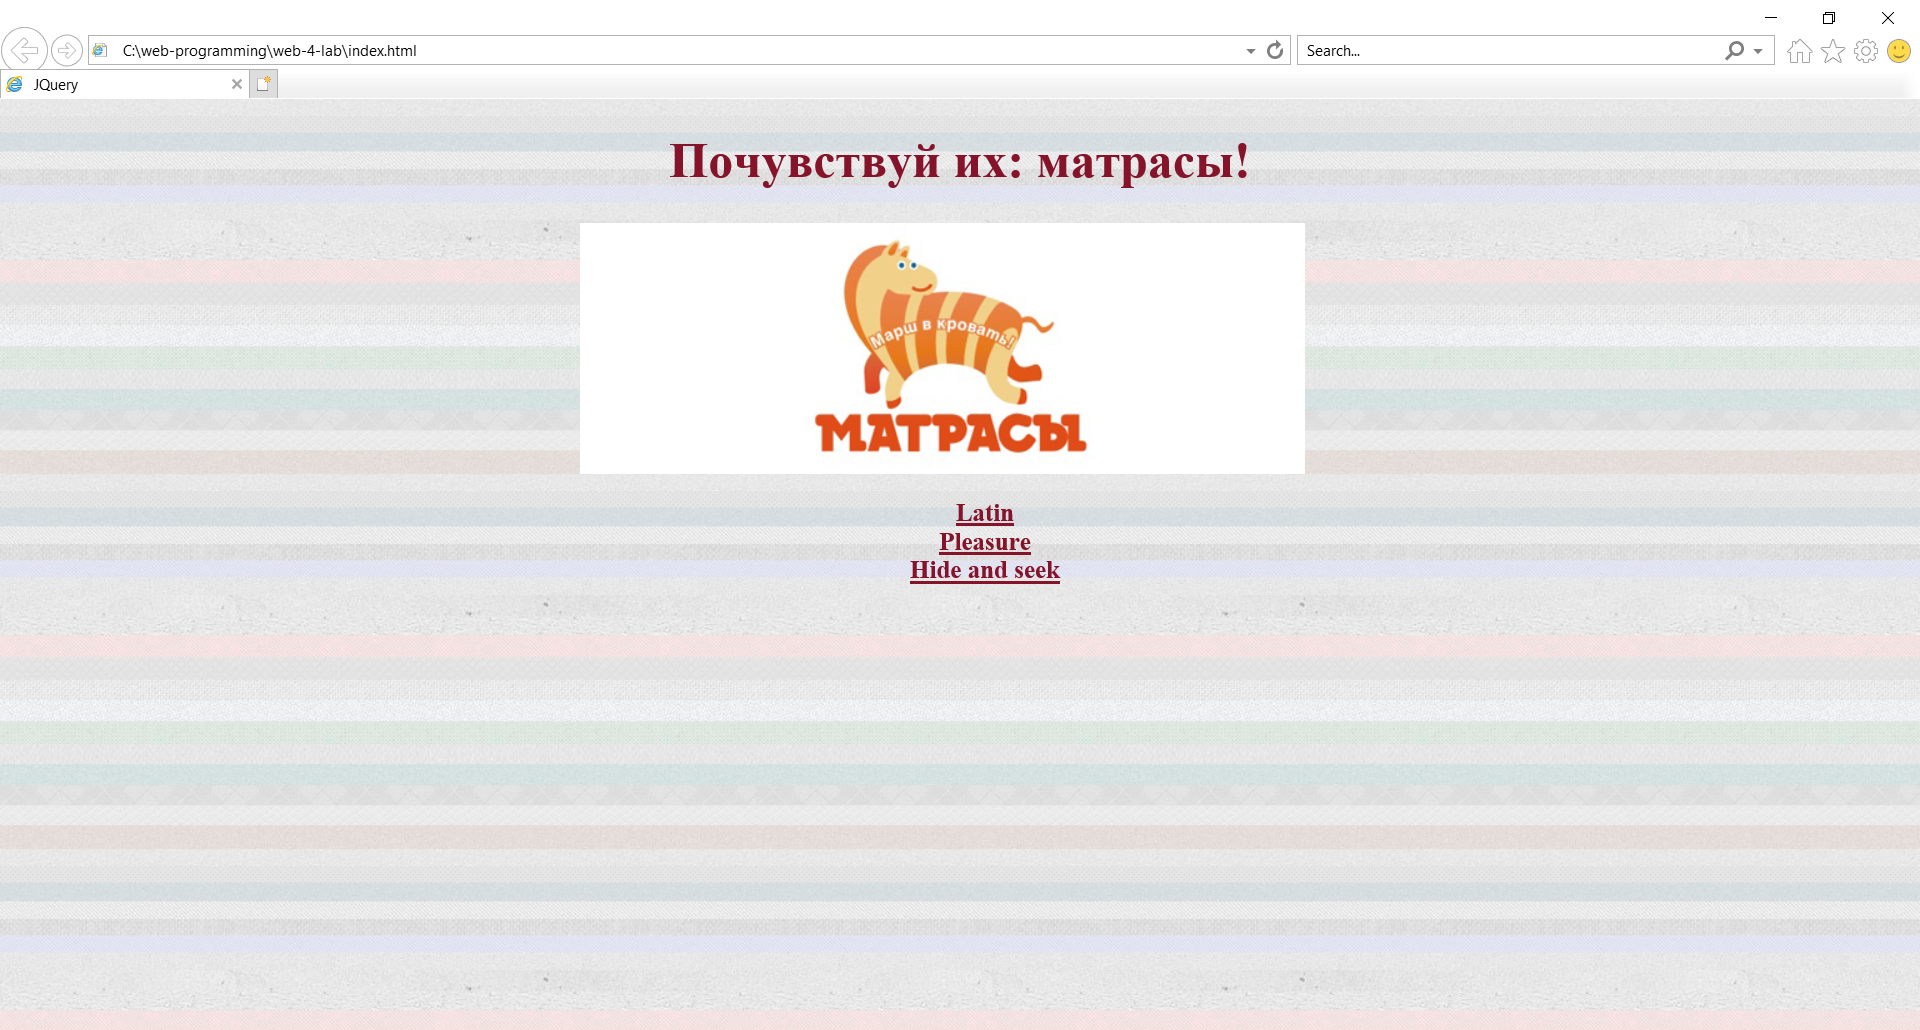 C:\web-programming\web-4-lab\index.html
Search...
JQuery
Почувствуй их: матрасы!
Марш в кровать!
МАТРАСЫ
Latin
Pleasure
Hide and seek